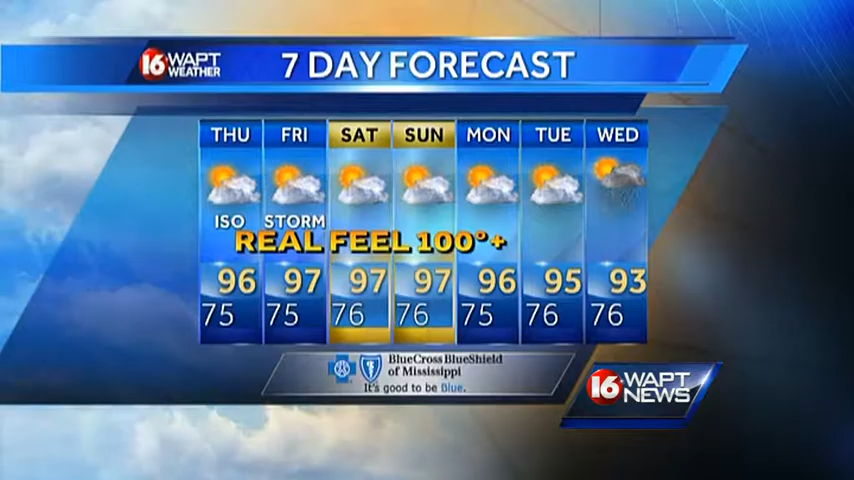 16 WAPT WEATHER
7 DAY FORECAST
THU FRI SAT SUN MON TUE WED
ISO STORM
REAL FEEL 100°+
96 97 97 97 96 95 93
75 75 76 76 75 76 76
BlueCross BlueShield
of Mississippi
It's good to be Blue.
16 WAPT
NEWS